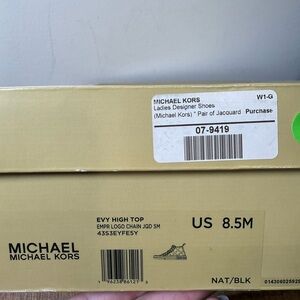 MICHAEL KORS
W1-G
Ladies Designer Shoes
(Michael Kors) " Pair of Jacquard Purchase
07-9419
EVY HIGH TOP
EMPR LOGO CHAIN JQD SM
43S3EYFE5Y
US 8.5M
MICHAEL
MICHAEL KORS
NAT/BLK